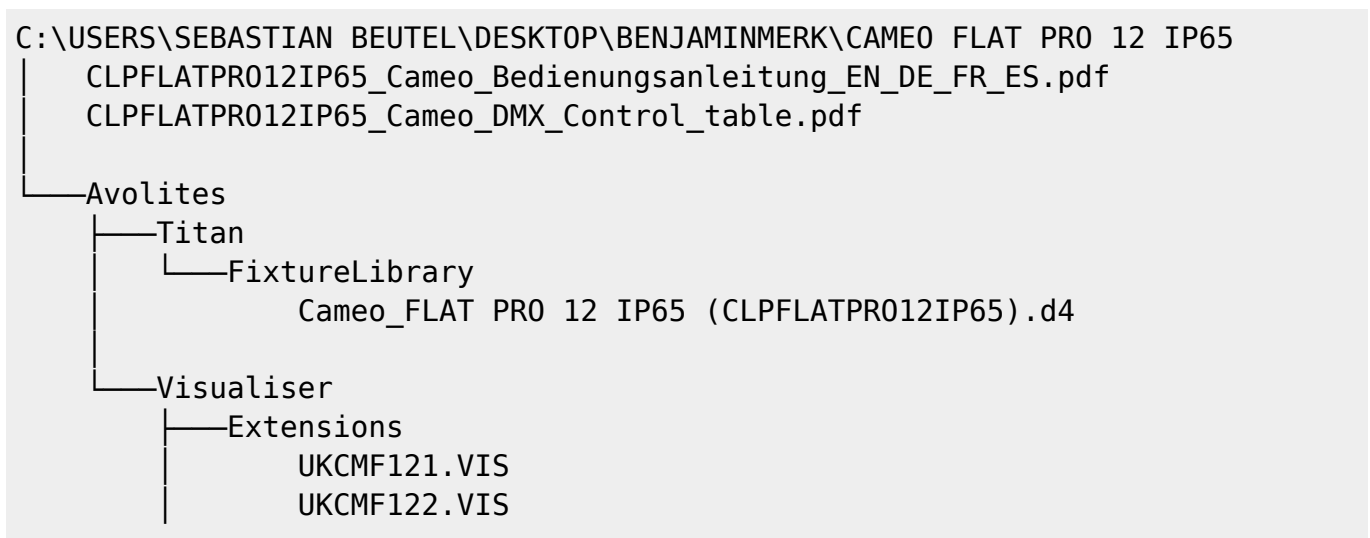 C:\USERS\SEBASTIAN BEUTEL\DESKTOP\BENJAMINMERK\CAMEO FLAT PRO 12 IP65
│   CLPFLATPRO12IP65_Cameo_Bedienungsanleitung_EN_DE_FR_ES.pdf
│   CLPFLATPRO12IP65_Cameo_DMX_Control_table.pdf
│
└───Avolites
    ├───Titan
    │   └───FixtureLibrary
    │           Cameo_FLAT PRO 12 IP65 (CLPFLATPRO12IP65).d4
    │
    └───Visualiser
        ├───Extensions
        │       UKCMF121.VIS
        │       UKCMF122.VIS